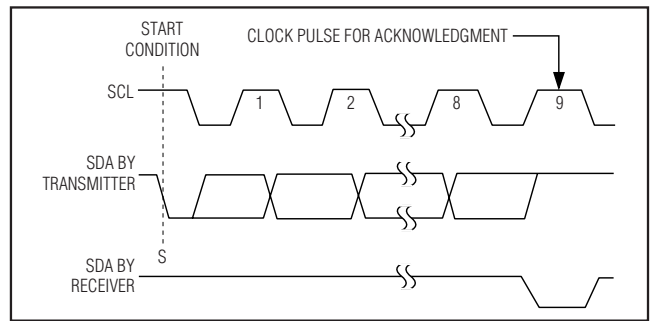 START
CONDITION
CLOCK PULSE FOR ACKNOWLEDGMENT
SCL
1
2
8
9
SDA BY
TRANSMITTER
S
SDA BY
RECEIVER